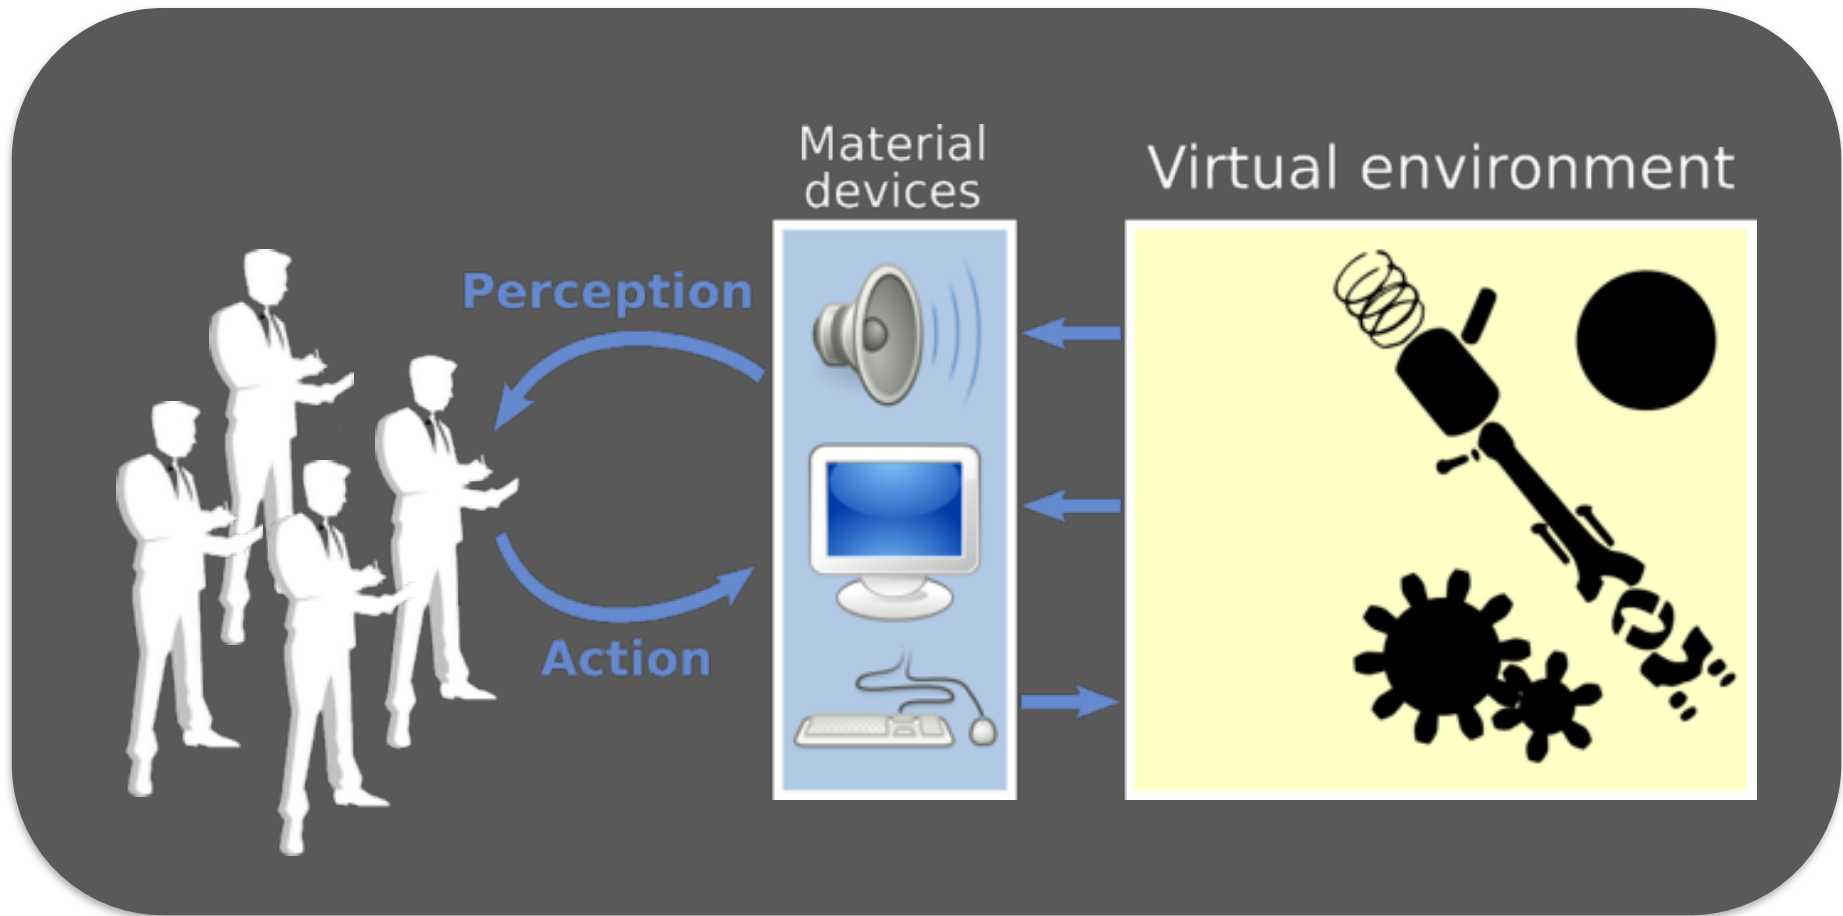 Material
devices
Virtual environment
Perception
Action